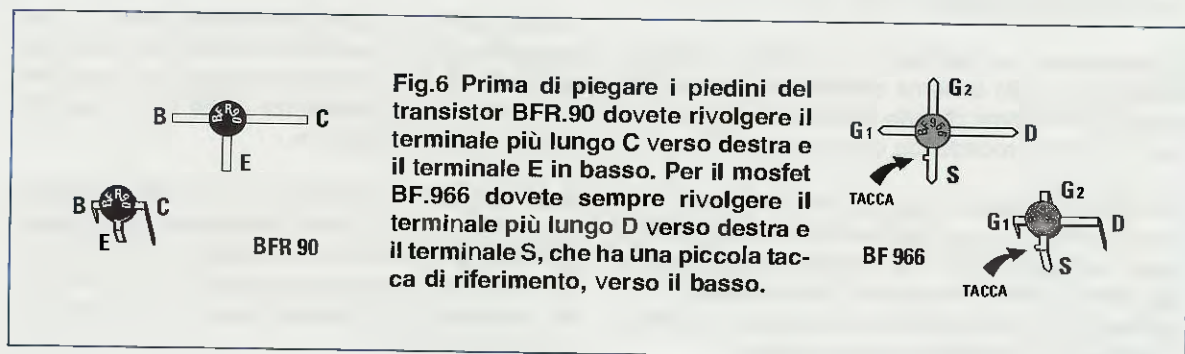 B
C
E
B
C
E
BFR 90
Fig.6 Prima di piegare i piedini del
transistor BFR.90 dovete rivolgere il
terminale più lungo C verso destra e
il terminale E in basso. Per il mosfet
BF.966 dovete sempre rivolgere il
terminale più lungo D verso destra e
il terminale S, che ha una piccola tac-
ca di riferimento, verso il basso.
G2
G1
D
S
TACCA
G2
G1
D
S
BF 966
TACCA